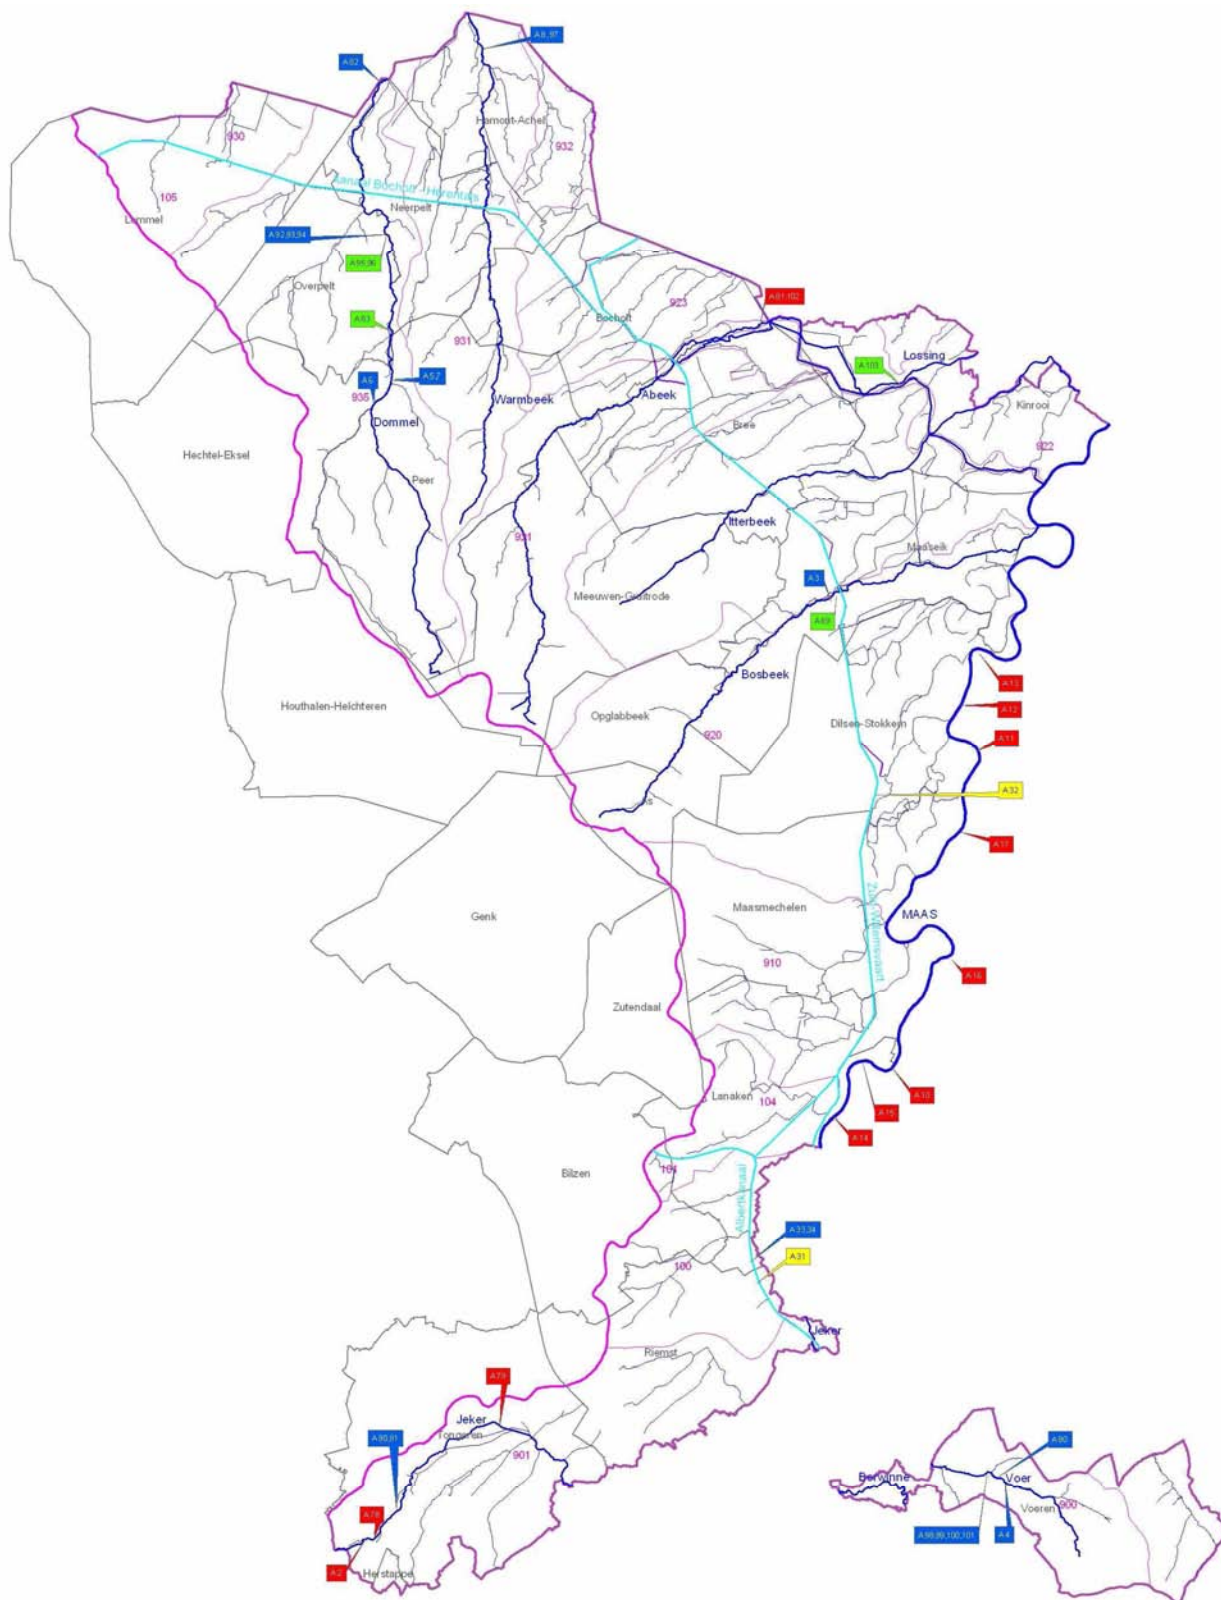 A8,97
A82
Hamont-Achel
930
932
Kanaal Bocholt - Herentals
105
Neerpelt
Lommel
A92,93,94
A95,96
Overpelt
A81,102
923
Bocholt
A83
931
Lossing
A103
A6
A57
935
Warmbeek
Abeek
Kinrooi
Dommel
Bree
922
Hechtel-Eksel
Peer
Itterbeek
921
Maaseik
A3
Meeuwen-Gruitrode
A89
Bosbeek
A13
Houthalen-Helchteren
A12
Opglabbeek
Dilsen-Stokkem
920
A11
A32
As
A17
Maasmechelen
Genk
MAAS
Zuid-Willemsvaart
910
A16
Zutendaal
Lanaken
104
A10
A15
A14
Bilzen
101
Albertkanaal
A33,34
A31
100
Jeker
Riemst
A79
Jeker
Tongeren
901
A90
Berwinne
Voer
Voeren
900
A78
A98,99,100,101
A4
A2
Herstappe